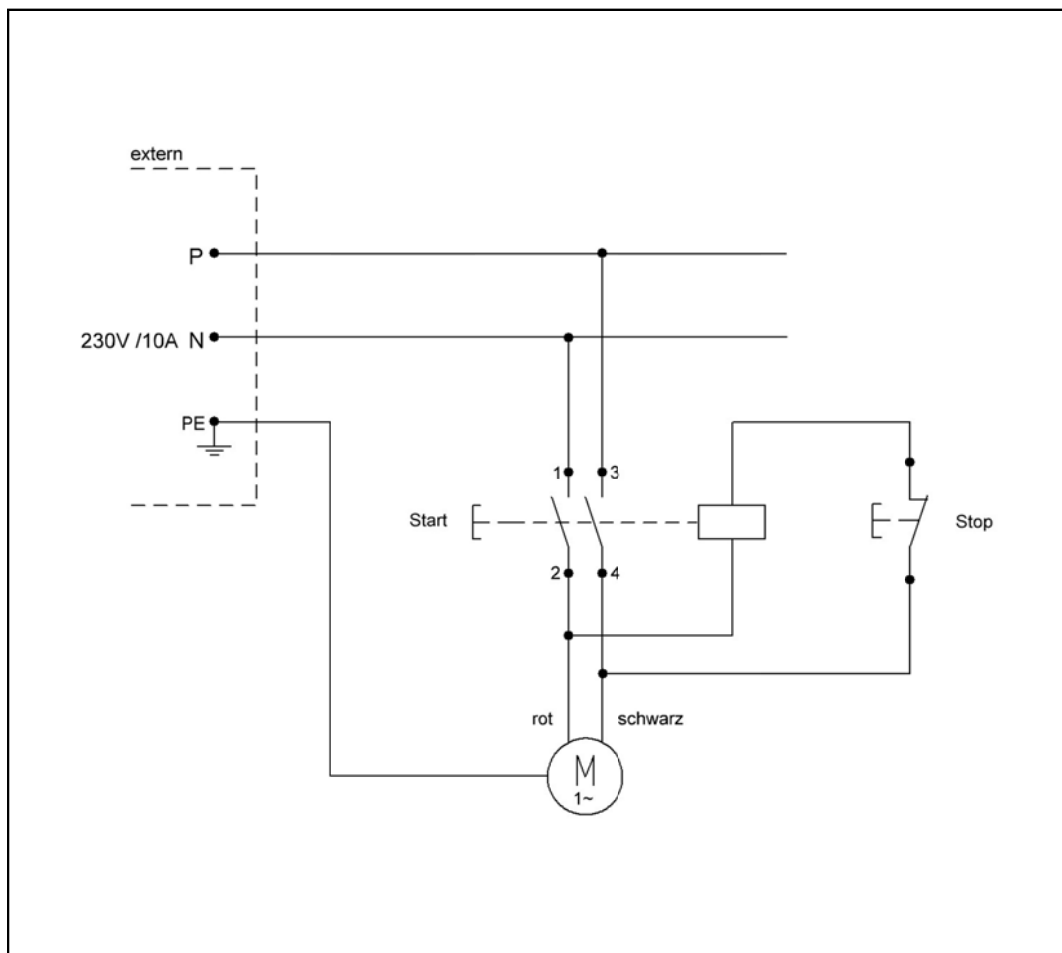 extern
P
230V /10A N
PE
1 3
Start
Stop
2 4
rot schwarz
M
1~